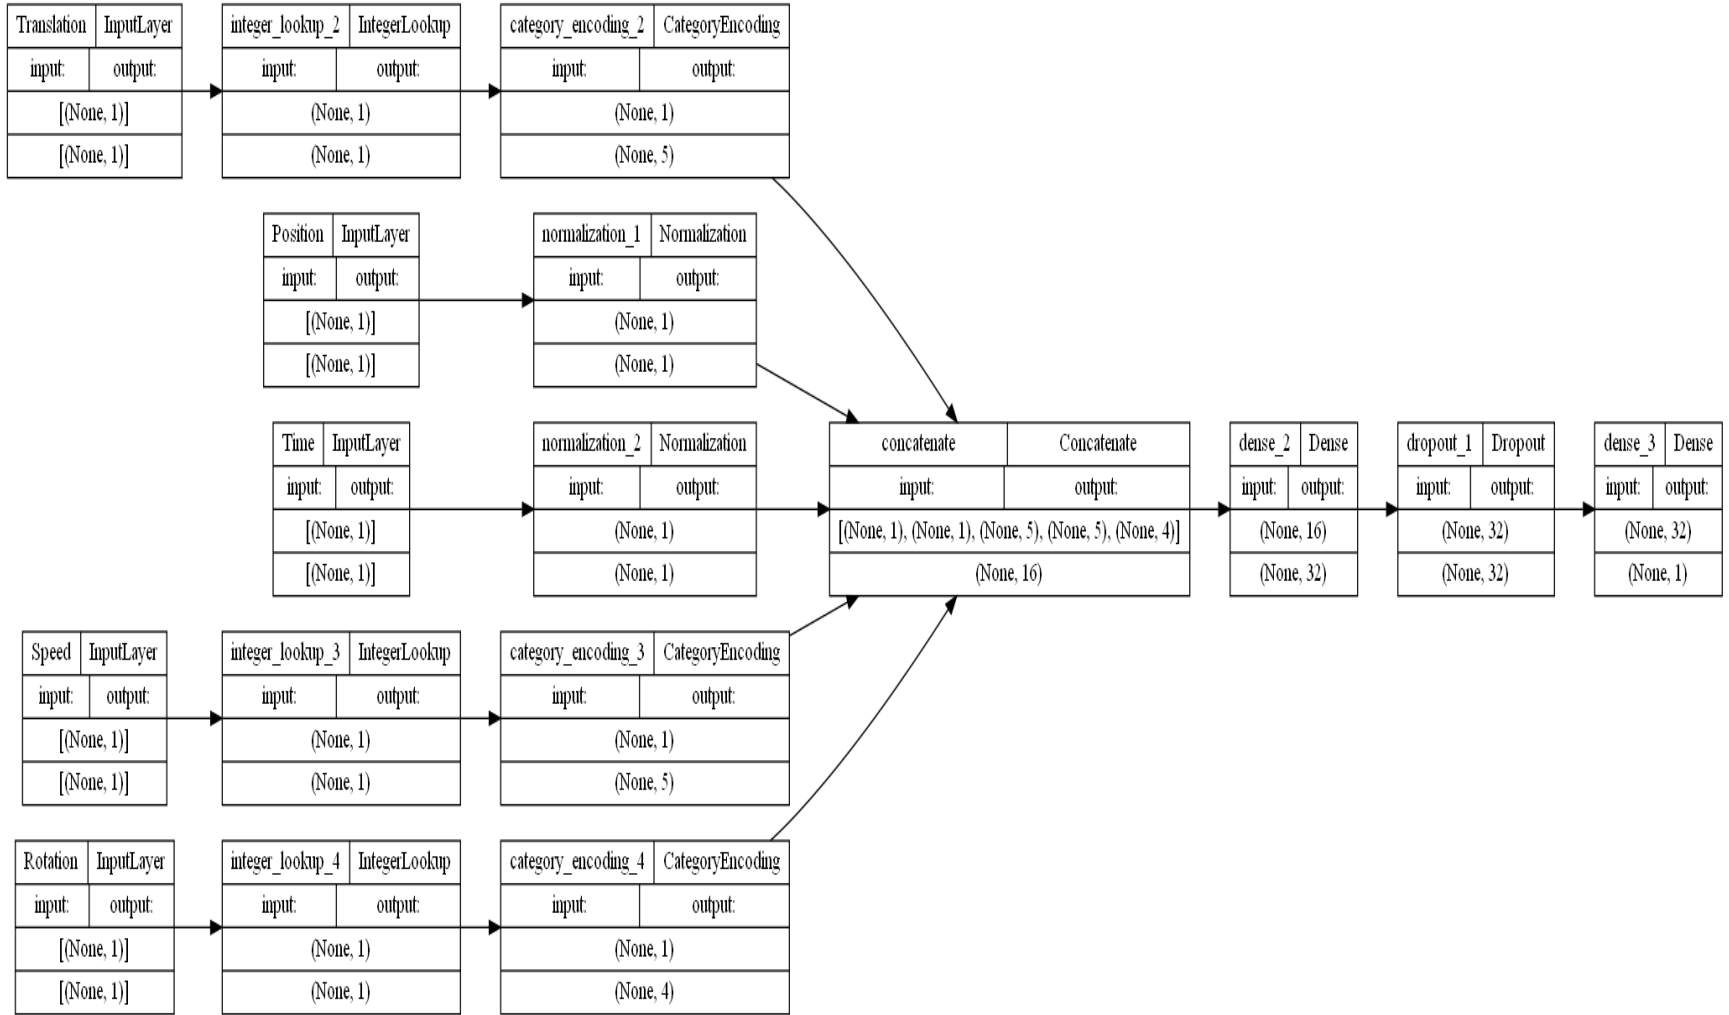 Translation InputLayer
input: output:
[(None, 1)]
[(None, 1)]
integer_lookup_2 IntegerLookup
input: output:
(None, 1)
(None, 1)
category_encoding_2 CategoryEncoding
input: output:
(None, 1)
(None, 5)
Position InputLayer
input: output:
[(None, 1)]
[(None, 1)]
normalization_1 Normalization
input: output:
(None, 1)
(None, 1)
Time InputLayer
input: output:
[(None, 1)]
[(None, 1)]
normalization_2 Normalization
input: output:
(None, 1)
(None, 1)
concatenate Concatenate
input: output:
[(None, 1), (None, 1), (None, 5), (None, 5), (None, 4)]
(None, 16)
dense_2 Dense
input: output:
(None, 16)
(None, 32)
dropout_1 Dropout
input: output:
(None, 32)
(None, 32)
dense_3 Dense
input: output:
(None, 32)
(None, 1)
Speed InputLayer
input: output:
[(None, 1)]
[(None, 1)]
integer_lookup_3 IntegerLookup
input: output:
(None, 1)
(None, 1)
category_encoding_3 CategoryEncoding
input: output:
(None, 1)
(None, 5)
Rotation InputLayer
input: output:
[(None, 1)]
[(None, 1)]
integer_lookup_4 IntegerLookup
input: output:
(None, 1)
(None, 1)
category_encoding_4 CategoryEncoding
input: output:
(None, 1)
(None, 4)